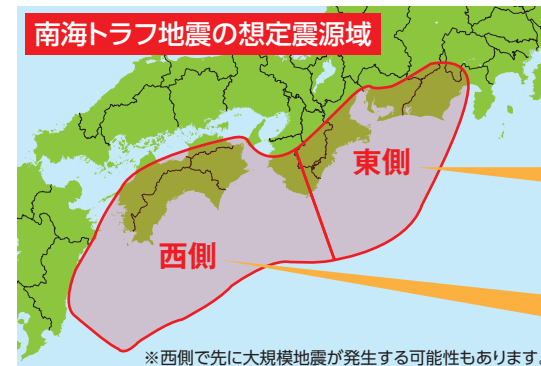 南海トラフ地震の想定震源域
東側
西側
※西側で先に大規模地震が発生する可能性もあります。